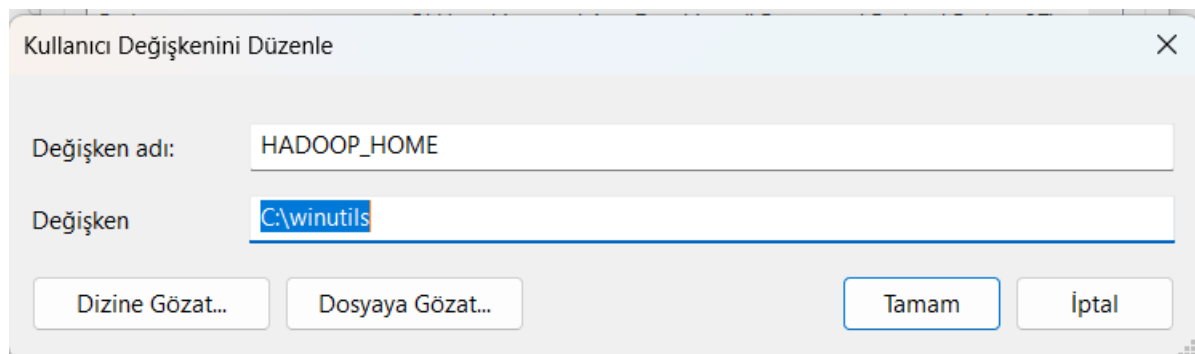 Kullanıcı Değişkenini Düzenle
Değişken adı: HADOOP_HOME
Değişken C:\winutils
Dizine Gözat... Dosyaya Gözat... Tamam İptal